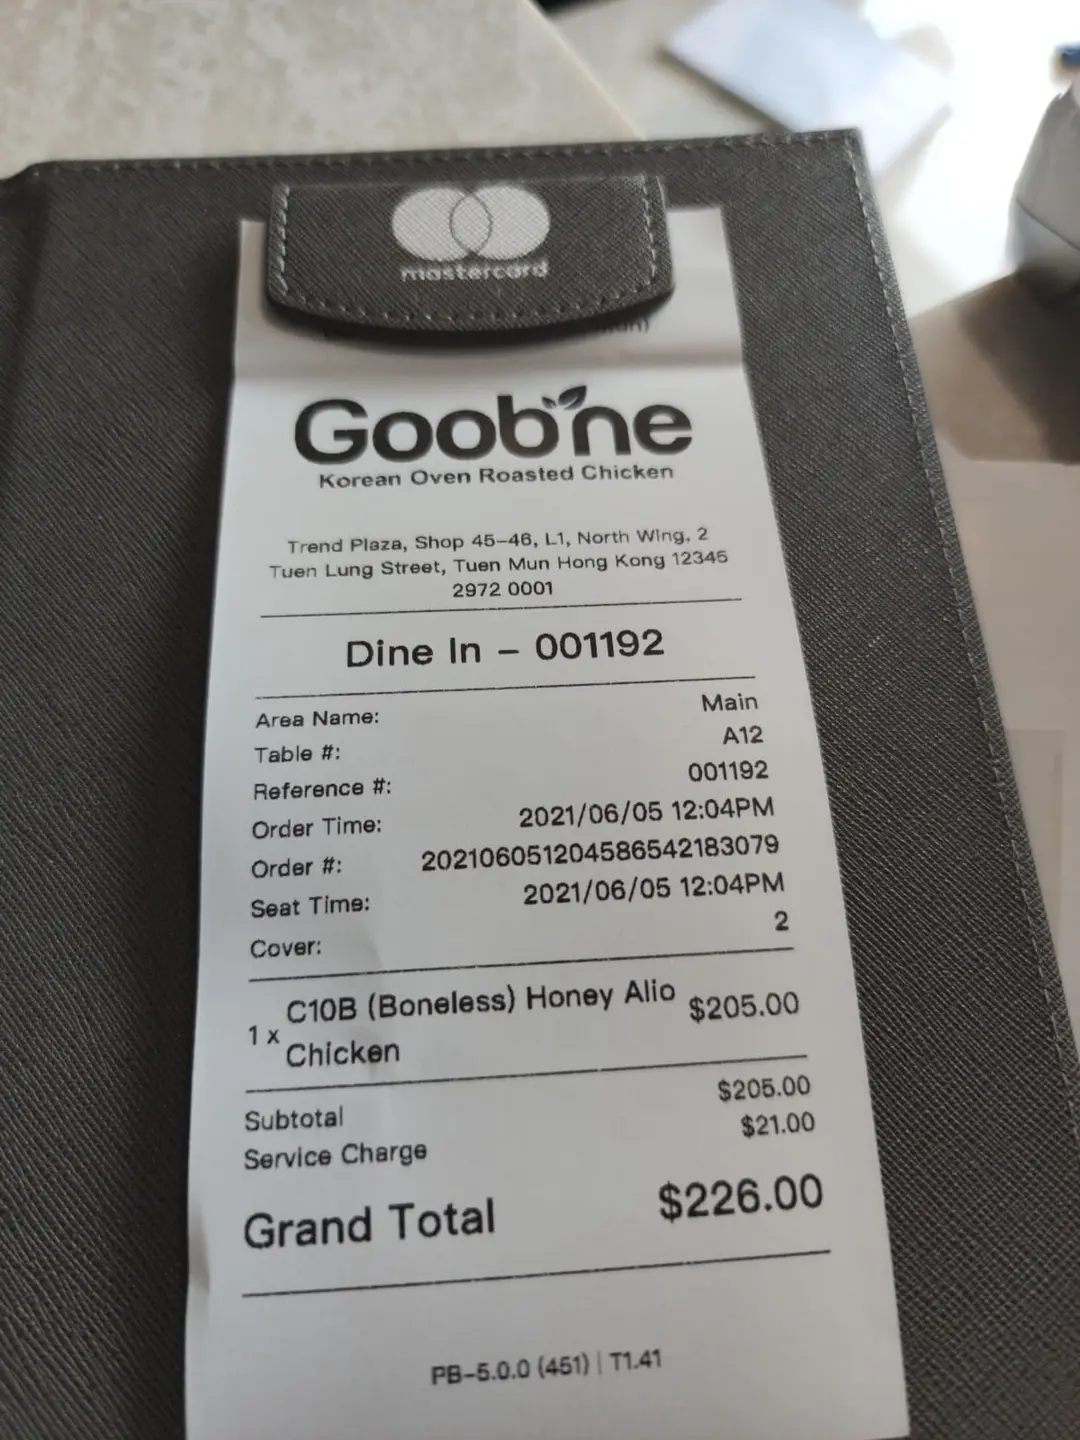 mastercard
Goobne
Korean Oven Roasted Chicken
Trend Plaza, Shop 45-46, L1, North Wing, 2
Tuen Lung Street, Tuen Mun Hong Kong 12345
2972 0001
Dine In - 001192
Area Name: Main
Table #: A12
Reference #: 001192
Order Time: 2021/06/05 12:04PM
Order #: 202106051204586542183079
Seat Time: 2021/06/05 12:04PM
Cover: 2
1 x C10B (Boneless) Honey Alio $205.00
Chicken
Subtotal $205.00
Service Charge $21.00
Grand Total $226.00
PB-5.0.0 (451) | T1.41